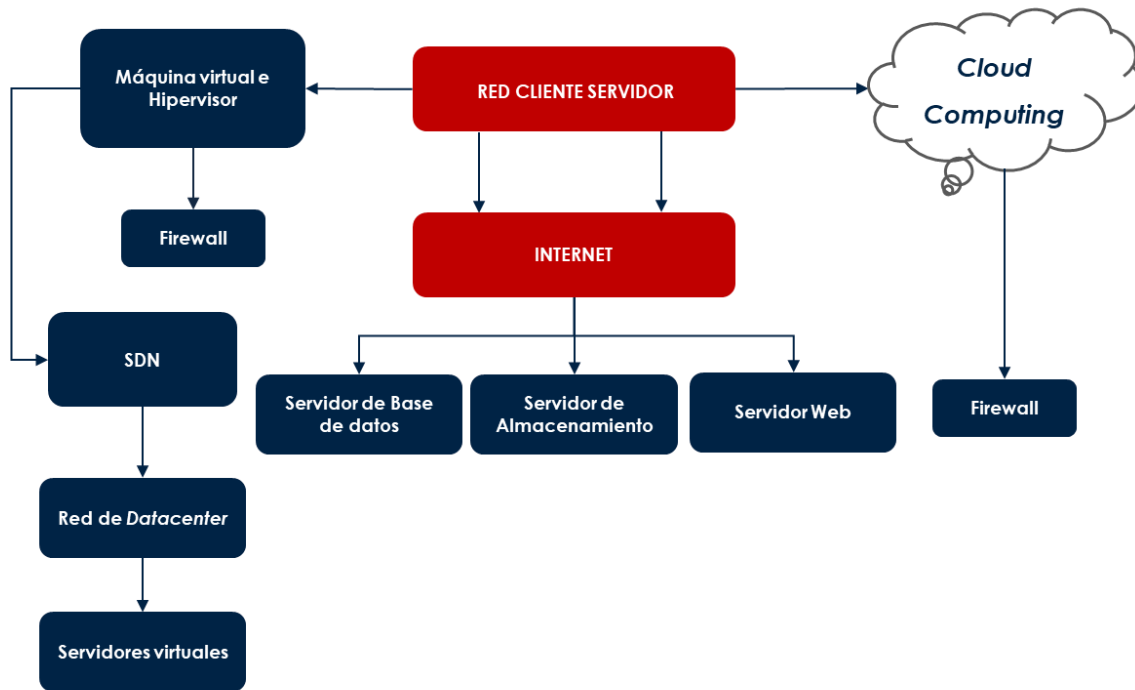 Máquina virtual e
Hipervisor
RED CLIENTE SERVIDOR
Cloud
Computing
Firewall
INTERNET
SDN
Servidor de Base
de datos
Servidor de
Almacenamiento
Servidor Web
Firewall
Red de Datacenter
Servidores virtuales